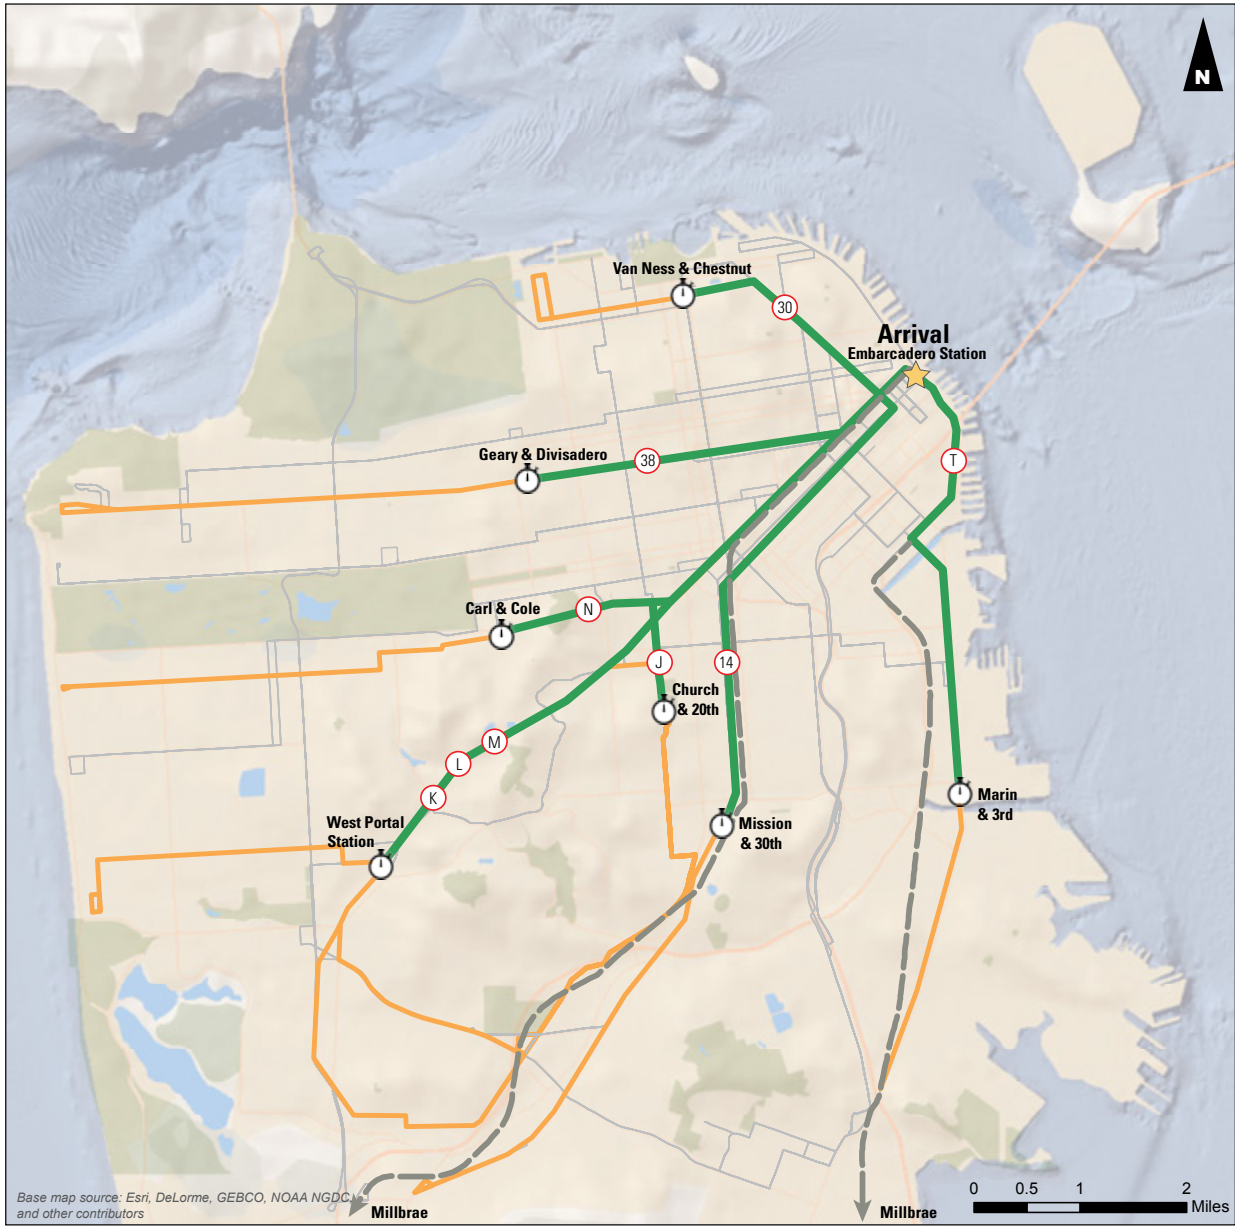 N
Van Ness & Chestnut
30
Arrival
Embarcadero Station
Geary & Divisadero
38
T
Carl & Cole
N
J
14
Church
& 20th
M
L
K
West Portal
Station
Marin
& 3rd
Mission
& 30th
Base map source: Esri, DeLorme, GEBCO, NOAA NGDC,
and other contributors
Millbrae
Millbrae
0 0.5 1 2
Miles